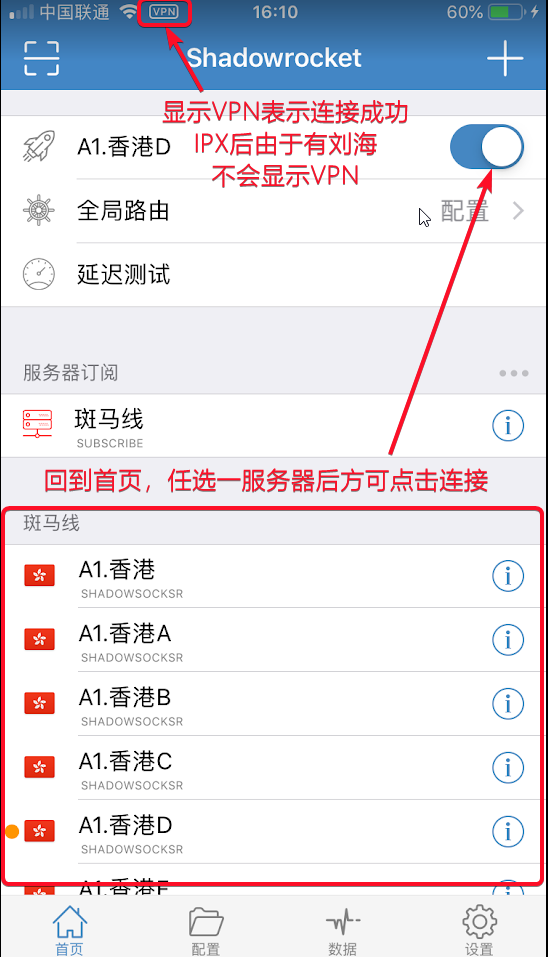 中国联通 VPN 16:10 60%
Shadowrocket
显示VPN表示连接成功
IPX后由于有刘海
不会显示VPN
A1.香港D
全局路由 配置
延迟测试
服务器订阅
斑马线
SUBSCRIBE
回到首页，任选一服务器后方可点击连接
斑马线
A1.香港
SHADOWSOCKSR
A1.香港A
SHADOWSOCKSR
A1.香港B
SHADOWSOCKSR
A1.香港C
SHADOWSOCKSR
A1.香港D
SHADOWSOCKSR
A1.香港E
首页 配置 数据 设置